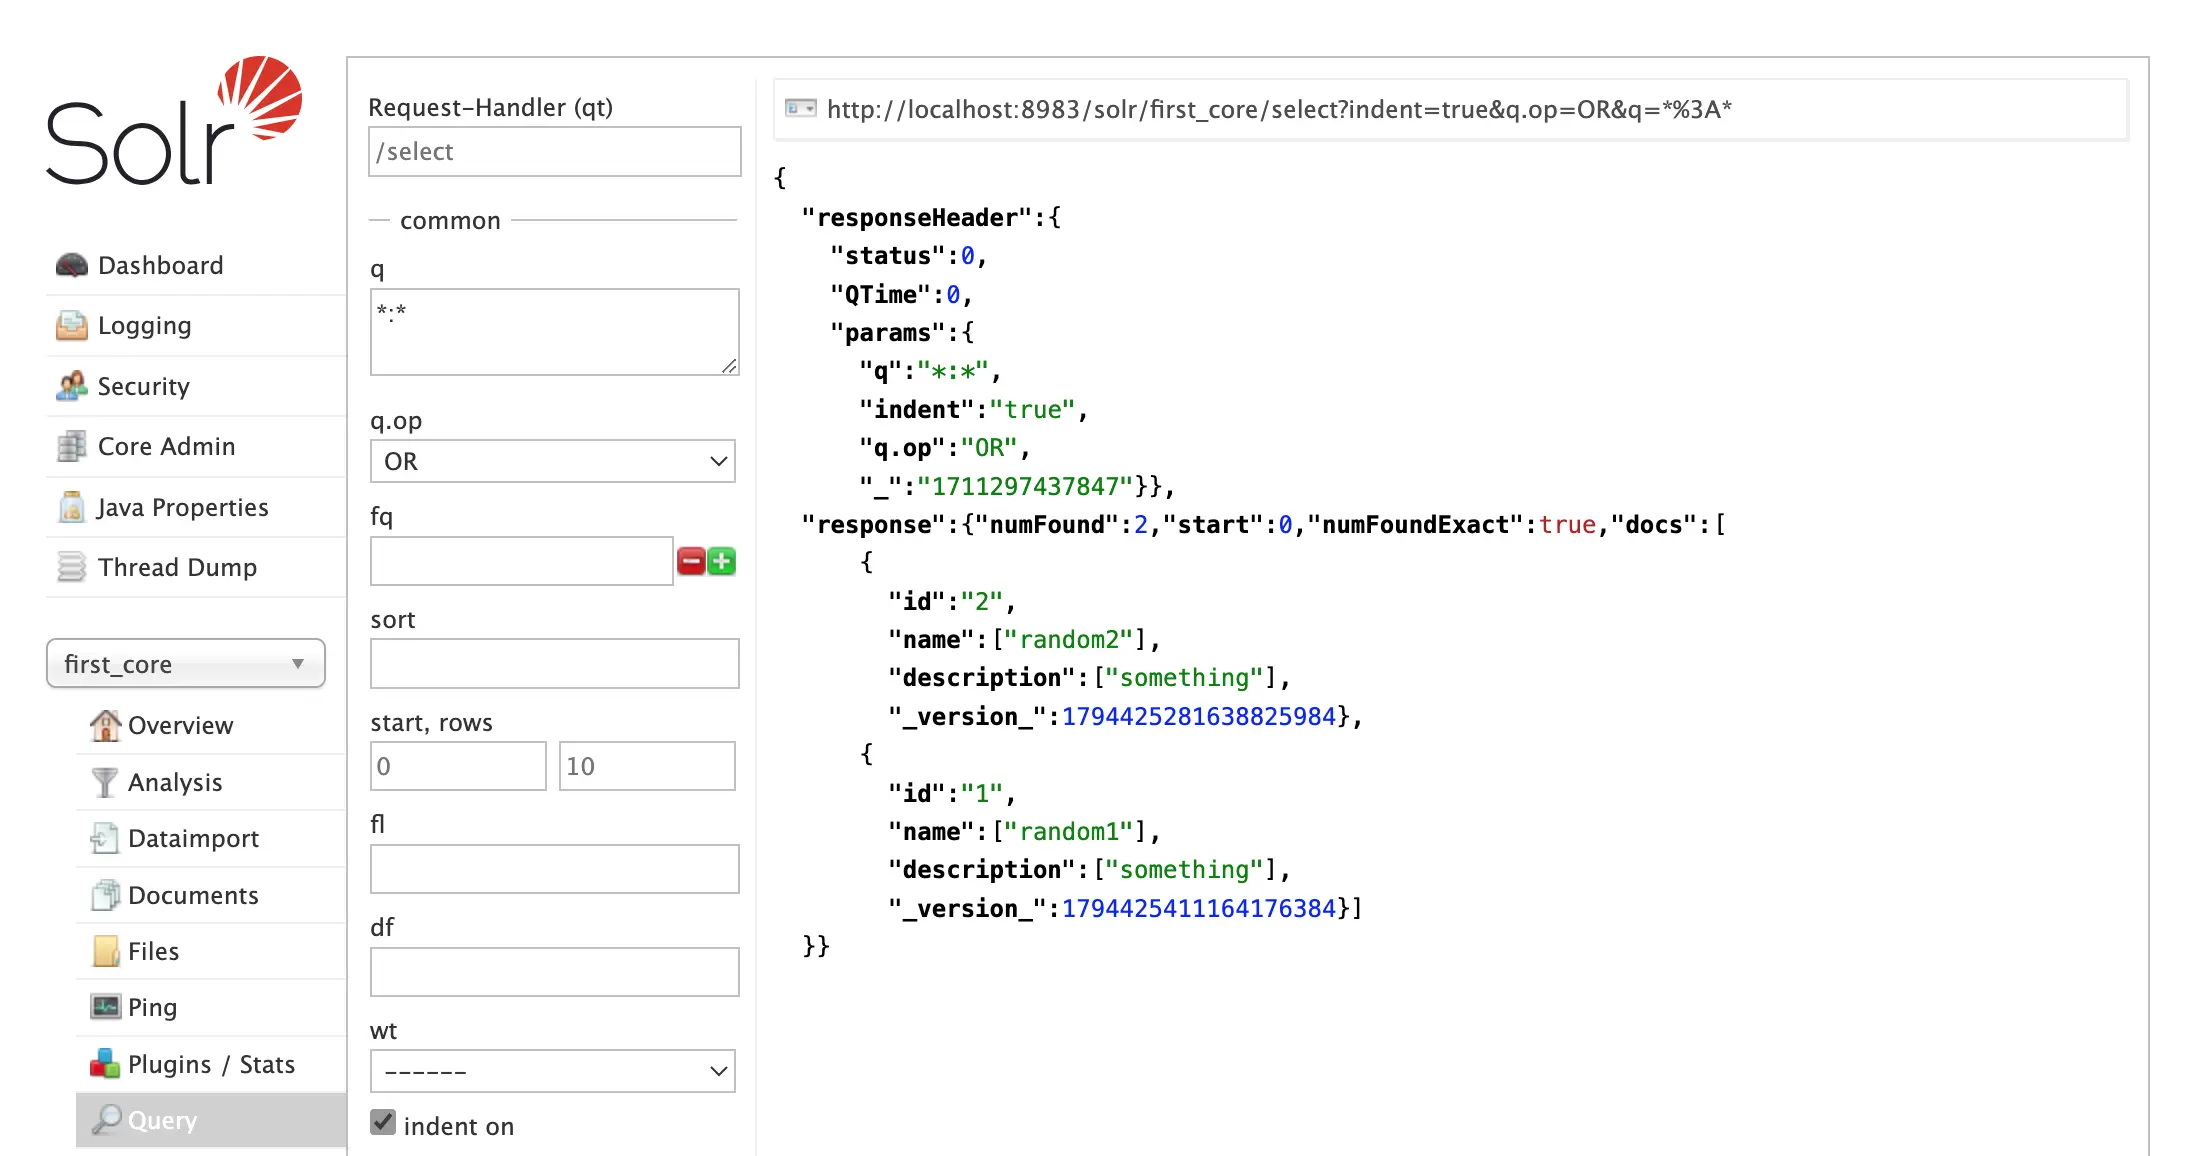 Solr
Dashboard
Logging
Security
Core Admin
Java Properties
Thread Dump
first_core
Overview
Analysis
Dataimport
Documents
Files
Ping
Plugins / Stats
Query
Request-Handler (qt)
/select
common
q
*:*
q.op
OR
fq
sort
start, rows
0 10
fl
df
wt
------
indent on
http://localhost:8983/solr/first_core/select?indent=true&q.op=OR&q=*%3A*
{
"responseHeader":{
"status":0,
"QTime":0,
"params":{
"q":"*:*",
"indent":"true",
"q.op":"OR",
"_":"1711297437847"}},
"response":{"numFound":2,"start":0,"numFoundExact":true,"docs":[
{
"id":"2",
"name":["random2"],
"description":["something"],
"_version_":1794425281638825984},
{
"id":"1",
"name":["random1"],
"description":["something"],
"_version_":1794425411164176384}]
}}